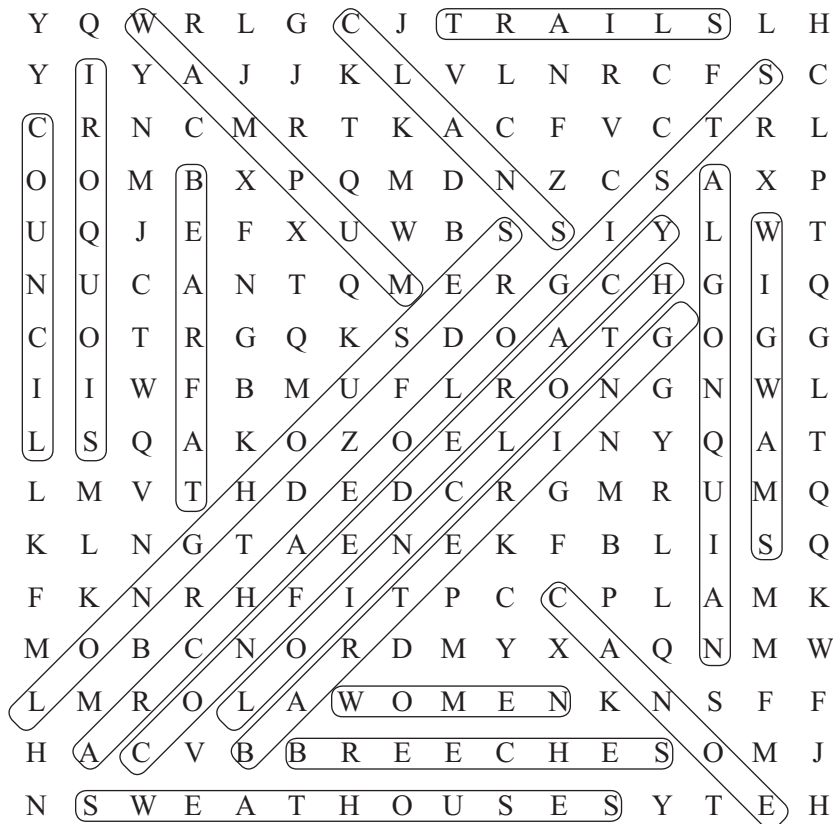 Y Q W R L G C J T R A I L S L H
Y I Y A J J K L V L N R C F S C
C R N C M R T K A C F V C T R L
O O M B X P Q M D N Z C S A X P
U Q J E F X U W B S S I Y L W T
N U C A N T Q M E R G C H G I Q
C O T R G Q K S D O A T G O G G
I I W F B M U F L R O N G N W L
L S Q A K O Z O E L I N Y Q A T
L M V T H D E D C R G M R U M Q
K L N G T A E N E K F B L I S Q
F K N R H F I T P C C P L A M K
M O B C N O R D M Y X A Q N M W
L M R O L A W O M E N K N S F F
H A C V B B R E E C H E S O M J
N S W E A T H O U S E S Y T E H